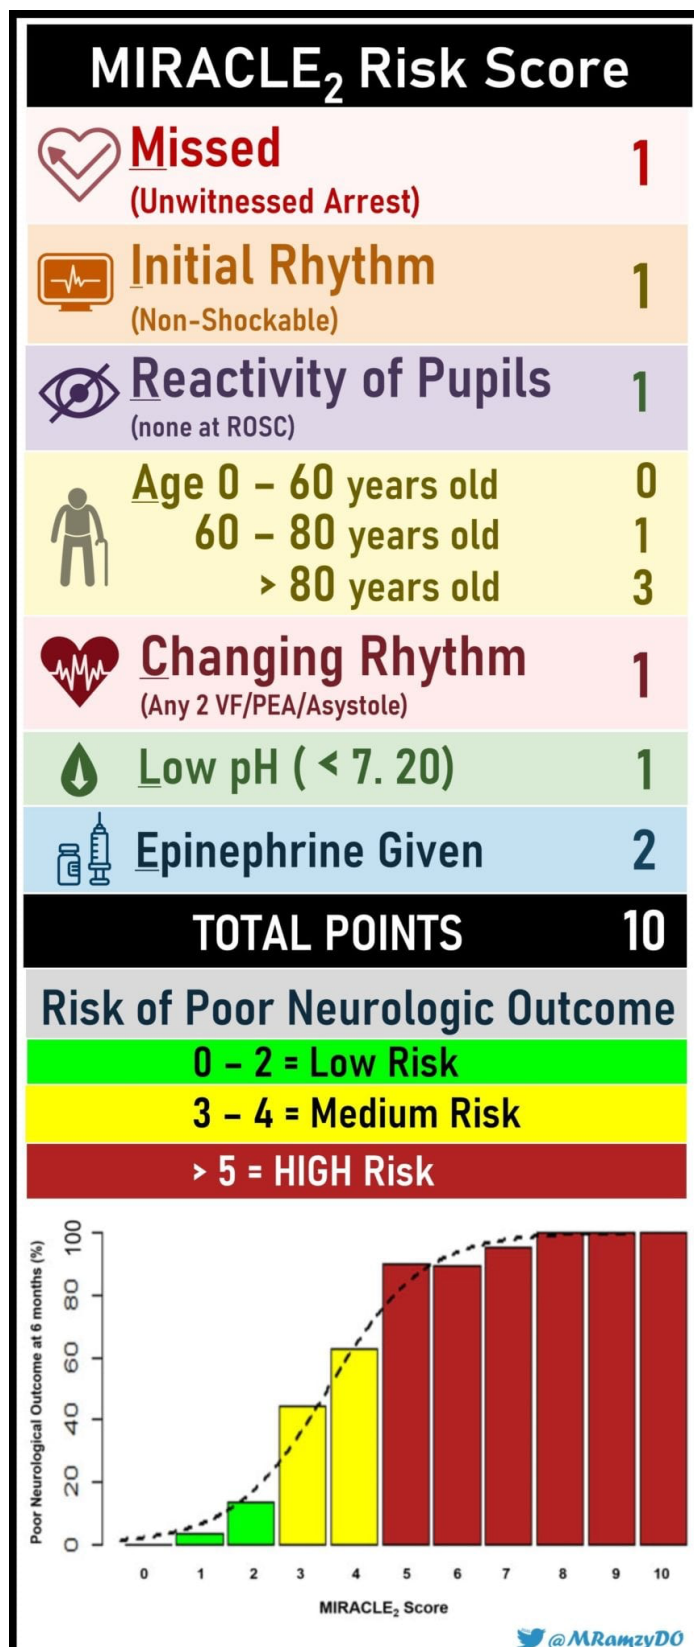 MIRACLE₂ Risk Score
Missed 1
(Unwitnessed Arrest)
Initial Rhythm 1
(Non-Shockable)
Reactivity of Pupils 1
(none at ROSC)
Age 0 – 60 years old 0
60 – 80 years old 1
> 80 years old 3
Changing Rhythm 1
(Any 2 VF/PEA/Asystole)
Low pH ( < 7. 20) 1
Epinephrine Given 2
TOTAL POINTS 10
Risk of Poor Neurologic Outcome
0 – 2 = Low Risk
3 – 4 = Medium Risk
> 5 = HIGH Risk
Poor Neurological Outcome at 6 months (%)
100
80
60
40
20
0
0 1 2 3 4 5 6 7 8 9 10
MIRACLE₂ Score
@MRamzyDO